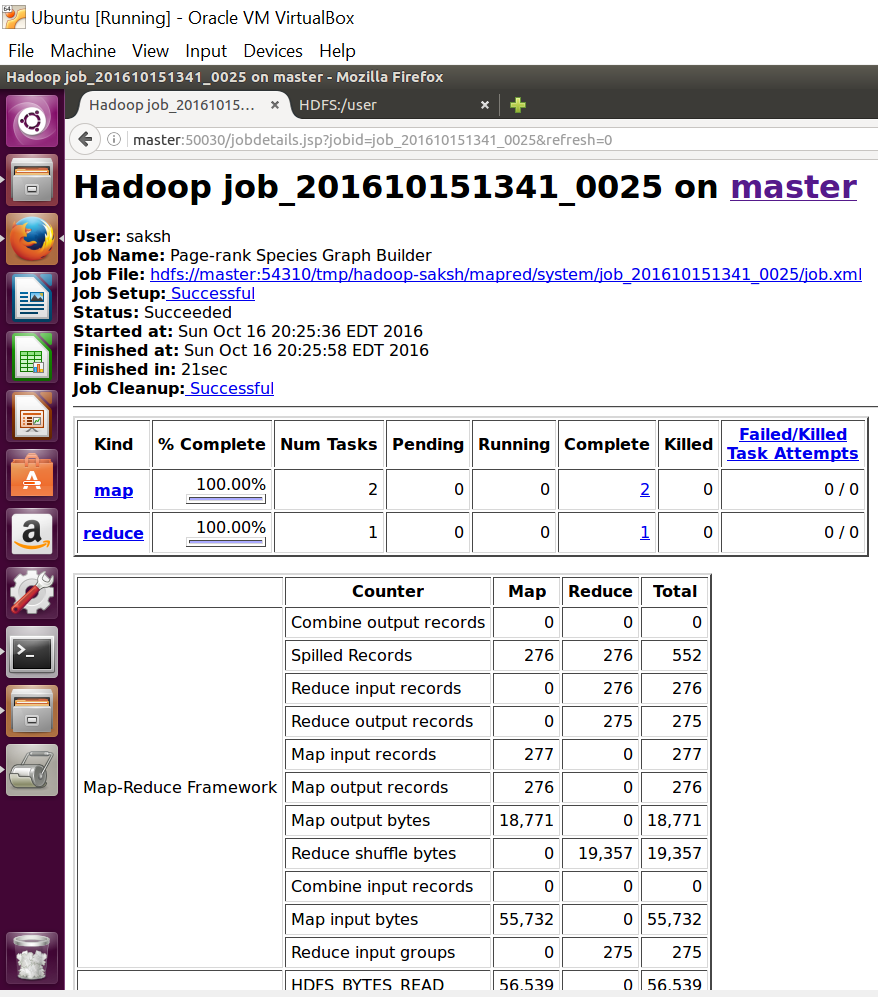 Ubuntu [Running] - Oracle VM VirtualBox
File Machine View Input Devices Help
Hadoop job_201610151341_0025 on master - Mozilla Firefox
Hadoop job_20161015... × HDFS:/user ×
master:50030/jobdetails.jsp?jobid=job_201610151341_0025&refresh=0
Hadoop job_201610151341_0025 on master
User: saksh
Job Name: Page-rank Species Graph Builder
Job File: hdfs://master:54310/tmp/hadoop-saksh/mapred/system/job_201610151341_0025/job.xml
Job Setup: Successful
Status: Succeeded
Started at: Sun Oct 16 20:25:36 EDT 2016
Finished at: Sun Oct 16 20:25:58 EDT 2016
Finished in: 21sec
Job Cleanup: Successful
Kind % Complete Num Tasks Pending Running Complete Killed Failed/Killed
Task Attempts
map 100.00% 2 0 0 2 0 0 / 0
reduce 100.00% 1 0 0 1 0 0 / 0
Counter Map Reduce Total
Combine output records 0 0 0
Spilled Records 276 276 552
Reduce input records 0 276 276
Reduce output records 0 275 275
Map input records 277 0 277
Map-Reduce Framework Map output records 276 0 276
Map output bytes 18,771 0 18,771
Reduce shuffle bytes 0 19,357 19,357
Combine input records 0 0 0
Map input bytes 55,732 0 55,732
Reduce input groups 0 275 275
HDFS_BYTES_READ 56,539 0 56,539